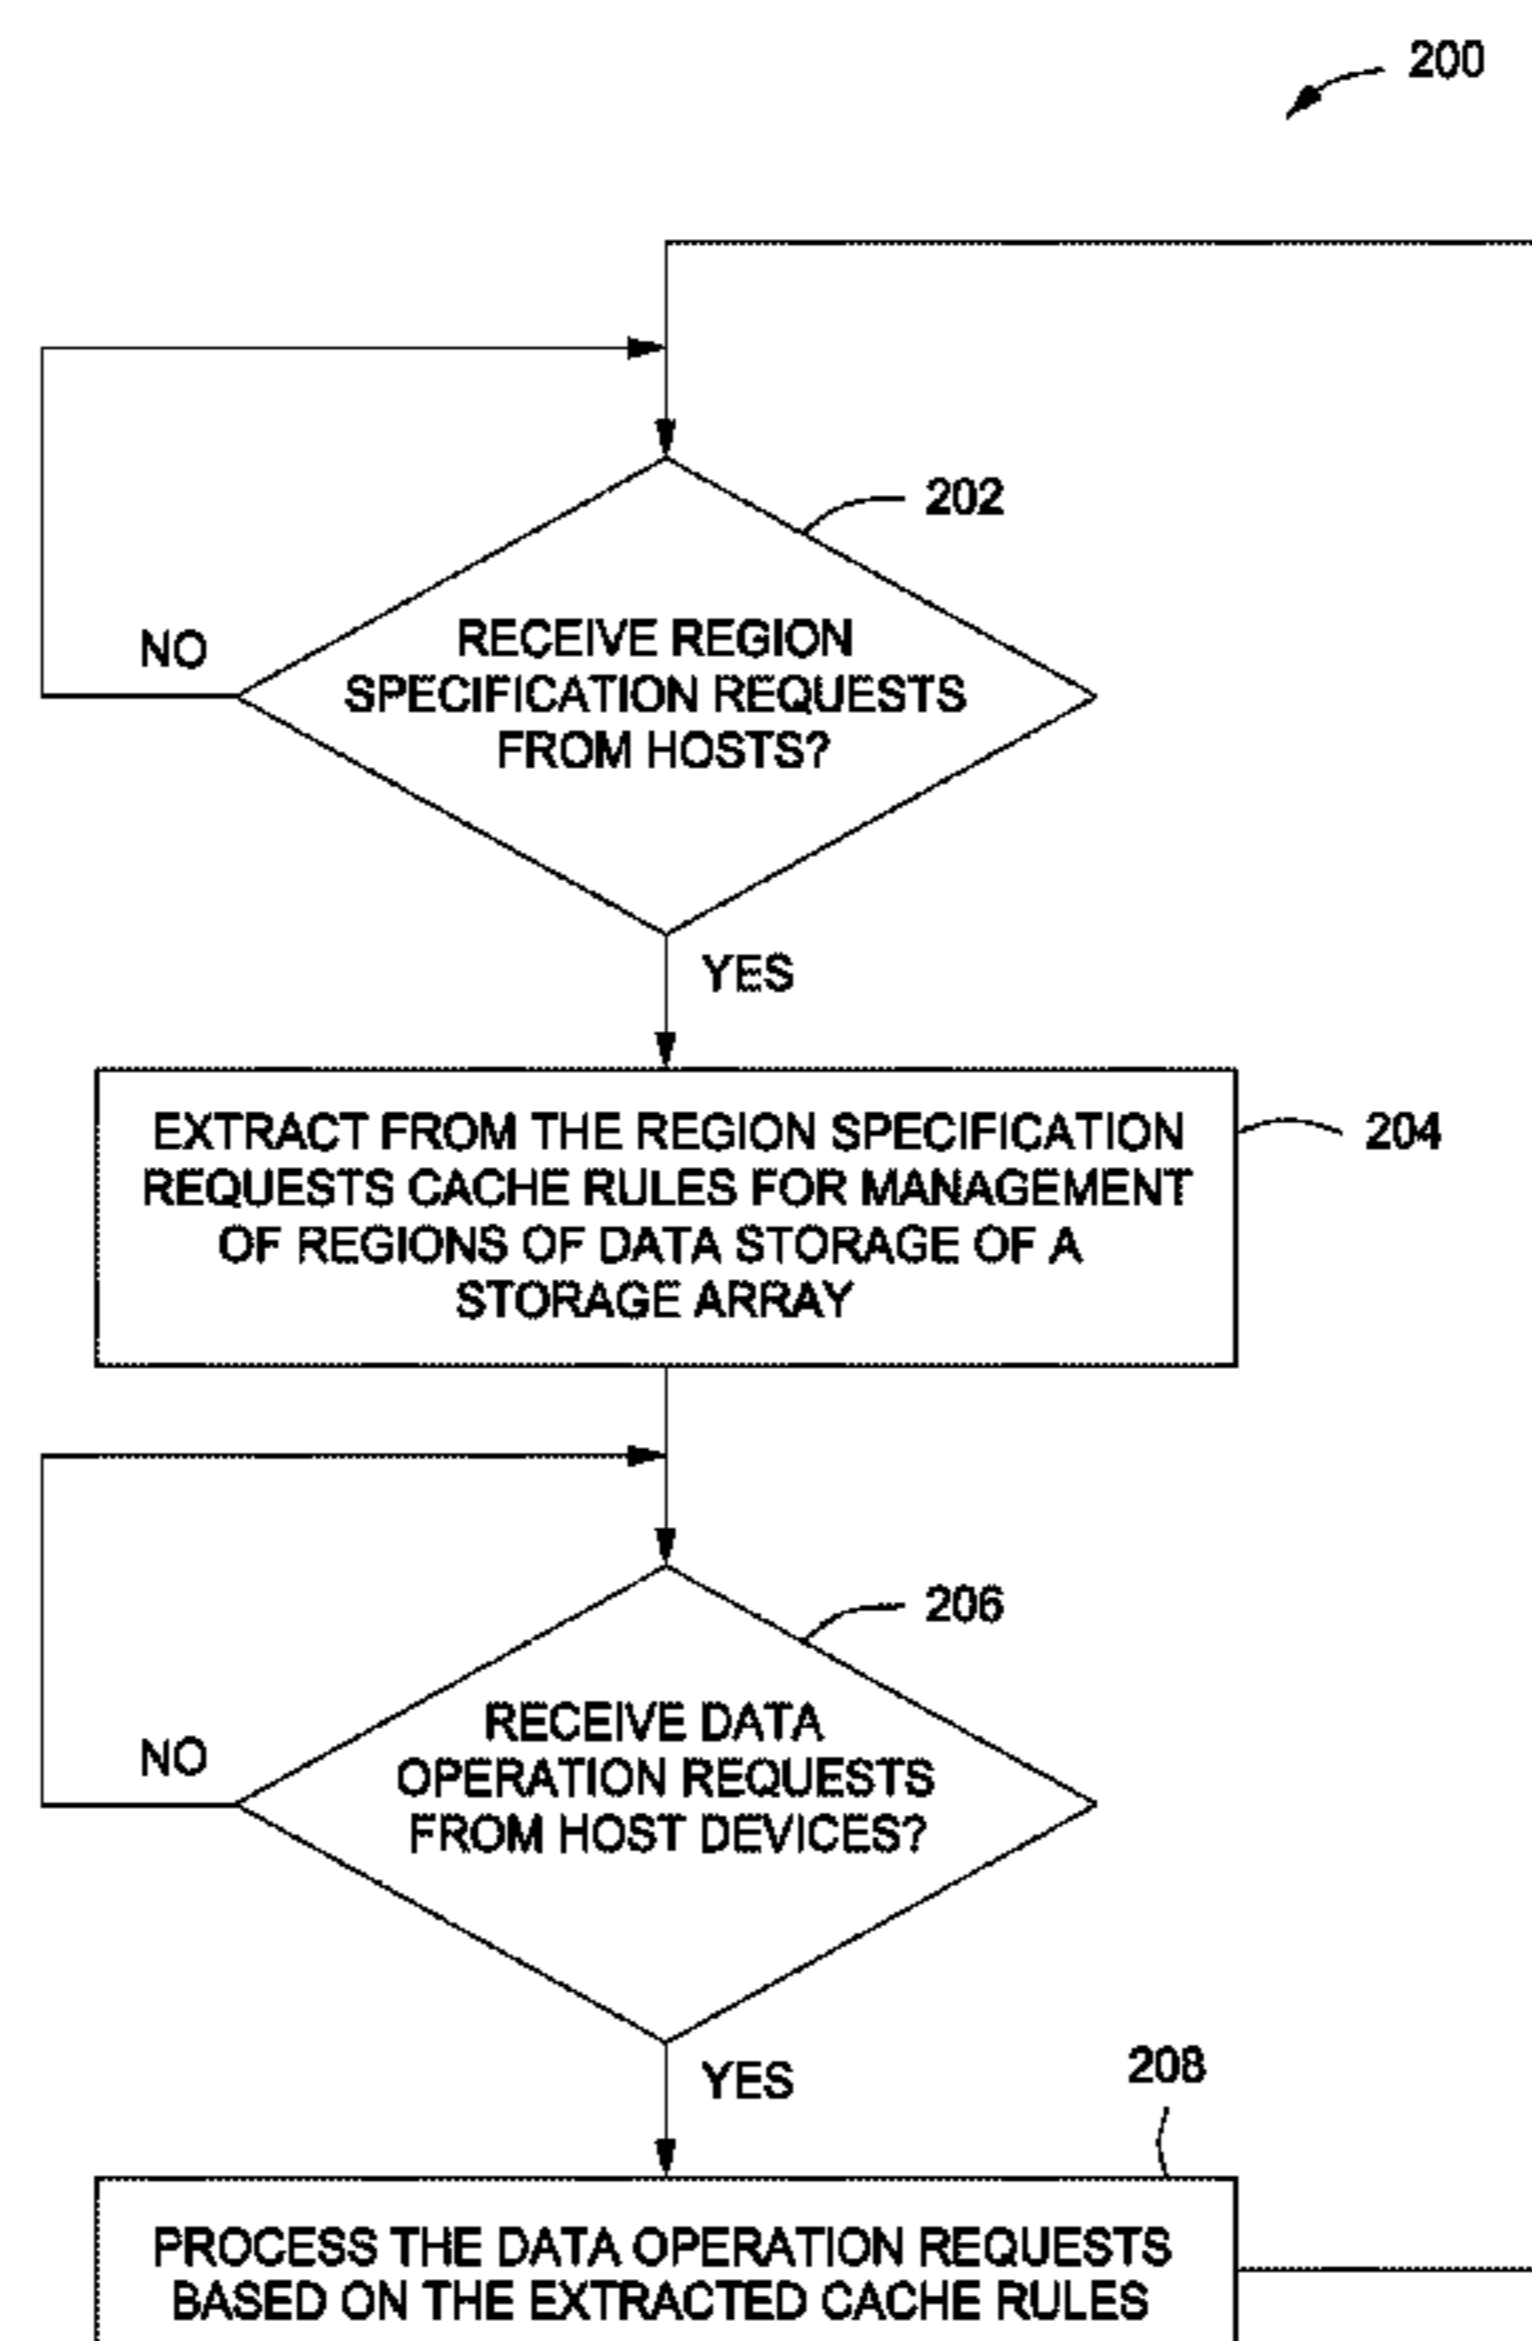 200
202
RECEIVE REGION
SPECIFICATION REQUESTS
FROM HOSTS?
NO
YES
EXTRACT FROM THE REGION SPECIFICATION
REQUESTS CACHE RULES FOR MANAGEMENT
OF REGIONS OF DATA STORAGE OF A
STORAGE ARRAY
204
206
RECEIVE DATA
OPERATION REQUESTS
FROM HOST DEVICES?
NO
YES
208
PROCESS THE DATA OPERATION REQUESTS
BASED ON THE EXTRACTED CACHE RULES